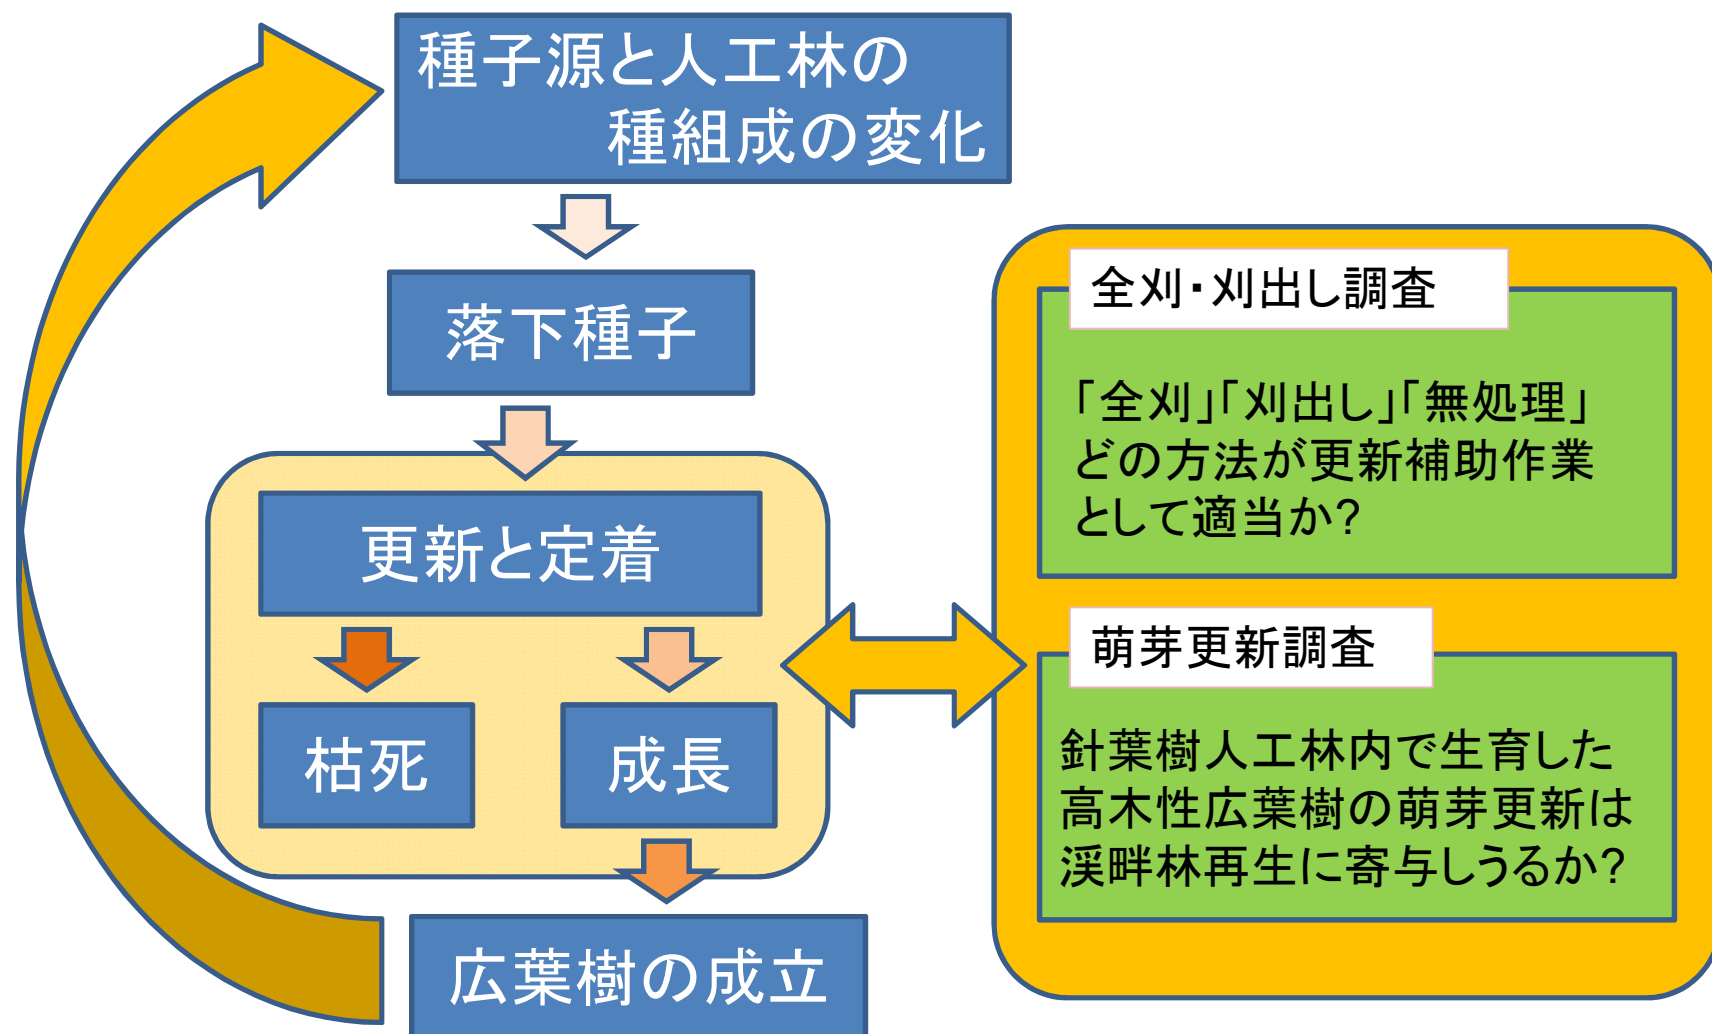 種子源と人工林の
種組成の変化
落下種子
更新と定着
枯死
成長
広葉樹の成立
全刈・刈出し調査
「全刈」「刈出し」「無処理」
どの方法が更新補助作業
として適当か?
萌芽更新調査
針葉樹人工林内で生育した
高木性広葉樹の萌芽更新は
渓畔林再生に寄与しうるか?